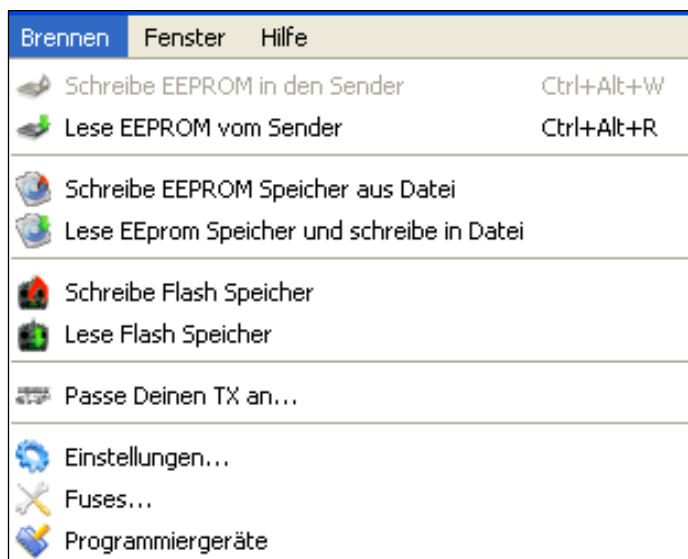 Brennen Fenster Hilfe
Schreibe EEPROM in den Sender Ctrl+Alt+W
Lese EEPROM vom Sender Ctrl+Alt+R
Schreibe EEPROM Speicher aus Datei
Lese EEprom Speicher und schreibe in Datei
Schreibe Flash Speicher
Lese Flash Speicher
Passe Deinen TX an...
Einstellungen...
Fuses...
Programmiergeräte